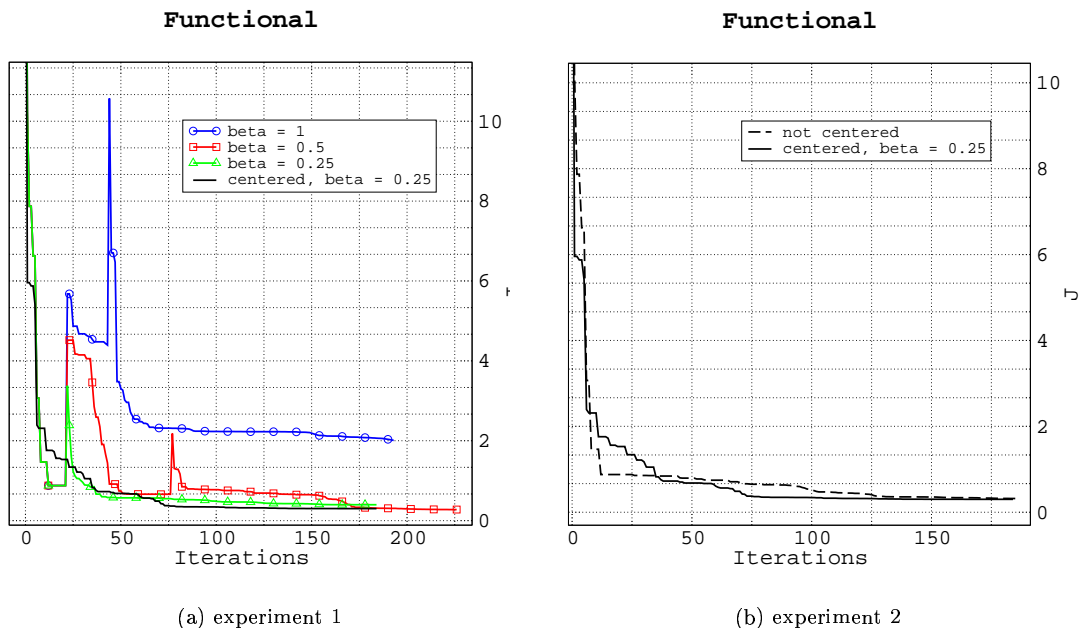 Functional
10
8
6
4
2
0
beta = 1
beta = 0.5
beta = 0.25
centered, beta = 0.25
0 50 100 150 200
Iterations
(a) experiment 1
Functional
10
8
6
4
2
0
J
not centered
centered, beta = 0.25
0 50 100 150
Iterations
(b) experiment 2